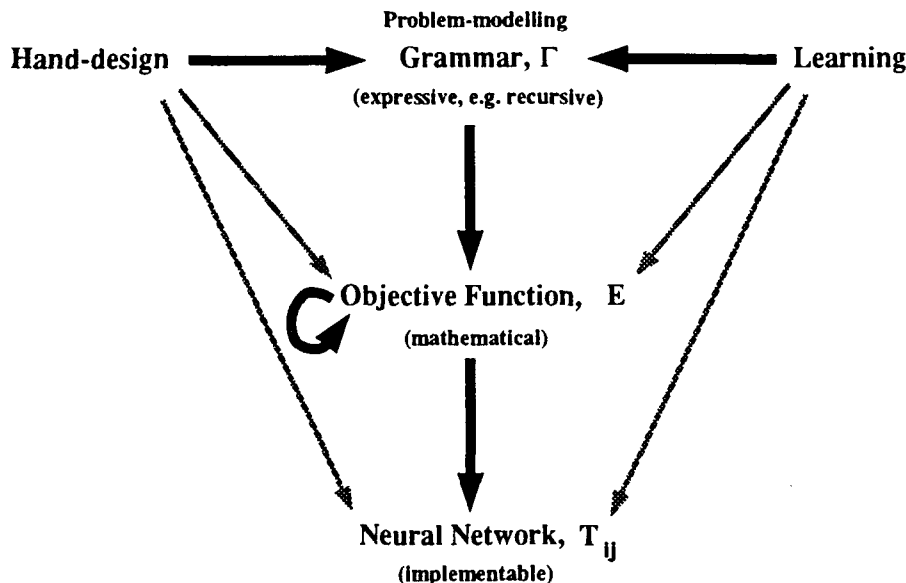 Problem-modelling
Hand-design
Grammar, Γ
Learning
(expressive, e.g. recursive)
Objective Function, E
(mathematical)
Neural Network, T ij
(implementable)